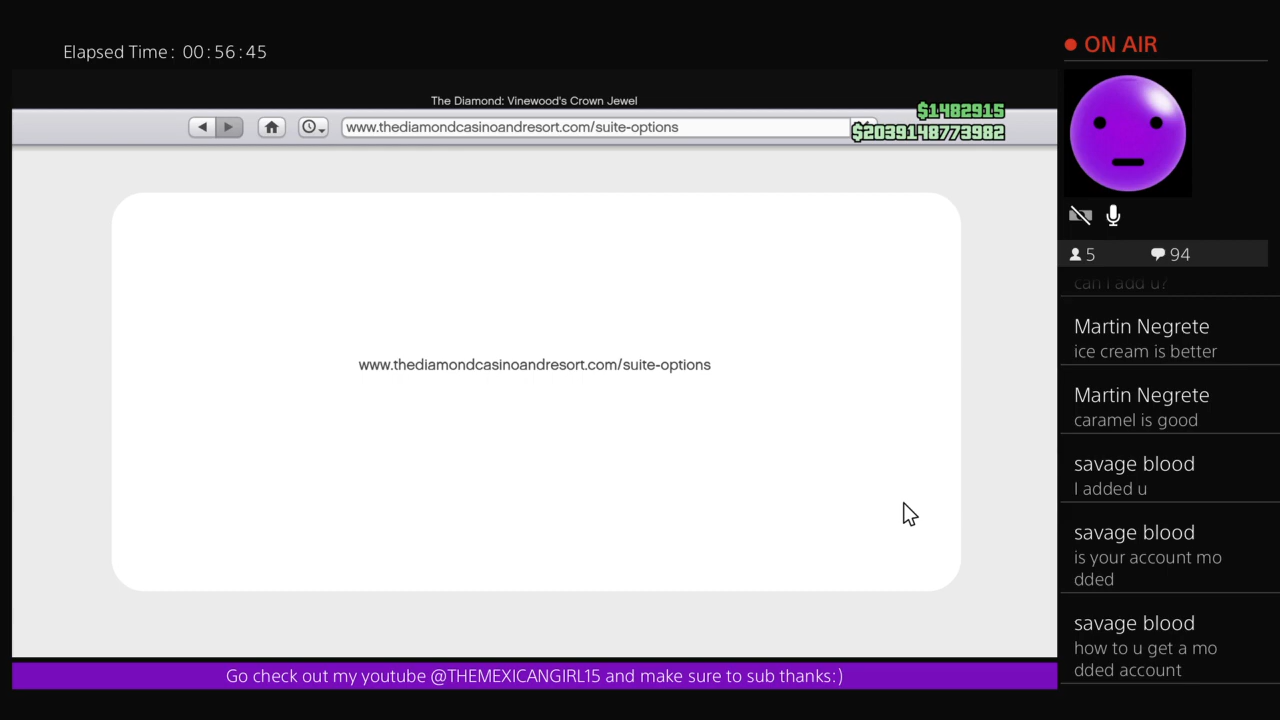 Elapsed Time: 00:56:45
ON AIR
The Diamond: Vinewood's Crown Jewel
www.thediamondcasinoandresort.com/suite-options
$1482915
$2039148773982
www.thediamondcasinoandresort.com/suite-options
5
94
can I add u?
Martin Negrete
ice cream is better
Martin Negrete
caramel is good
savage blood
I added u
savage blood
is your account mo
dded
savage blood
how to u get a mo
dded account
Go check out my youtube @THEMEXICANGIRL15 and make sure to sub thanks:)